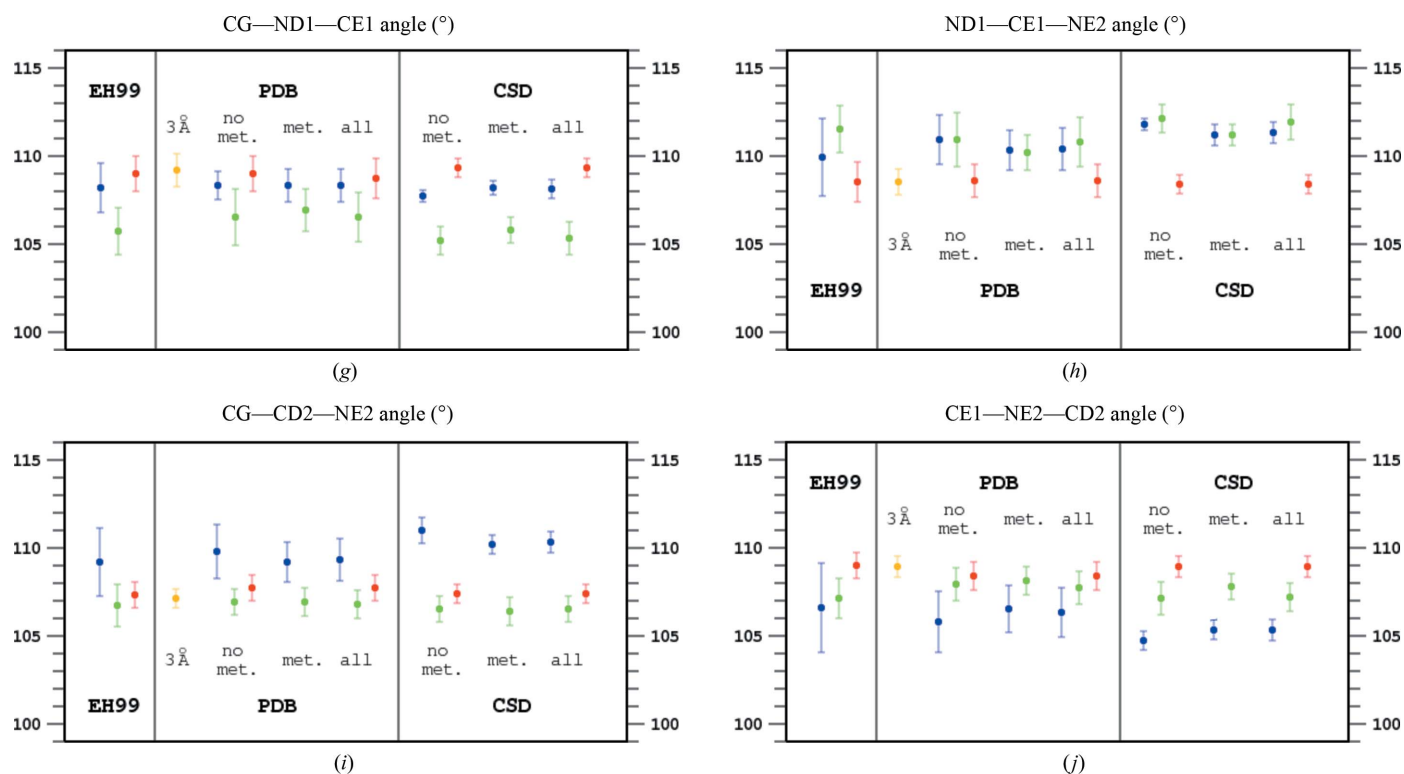 CG—ND1—CE1 angle (°)
115 115
EH99 PDB CSD
3Å no met. met. all no met. met. all
110 110
105 105
100 100
(g)
ND1—CE1—NE2 angle (°)
115 115
110 110
105 105
3Å no met. met. all no met. met. all
EH99 PDB CSD
100 100
(h)
CG—CD2—NE2 angle (°)
115 115
110 110
105 105
3Å no met. met. all no met. met. all
EH99 PDB CSD
100 100
(i)
CE1—NE2—CD2 angle (°)
115 115
EH99 PDB CSD
3Å no met. met. all no met. met. all
110 110
105 105
100 100
(j)